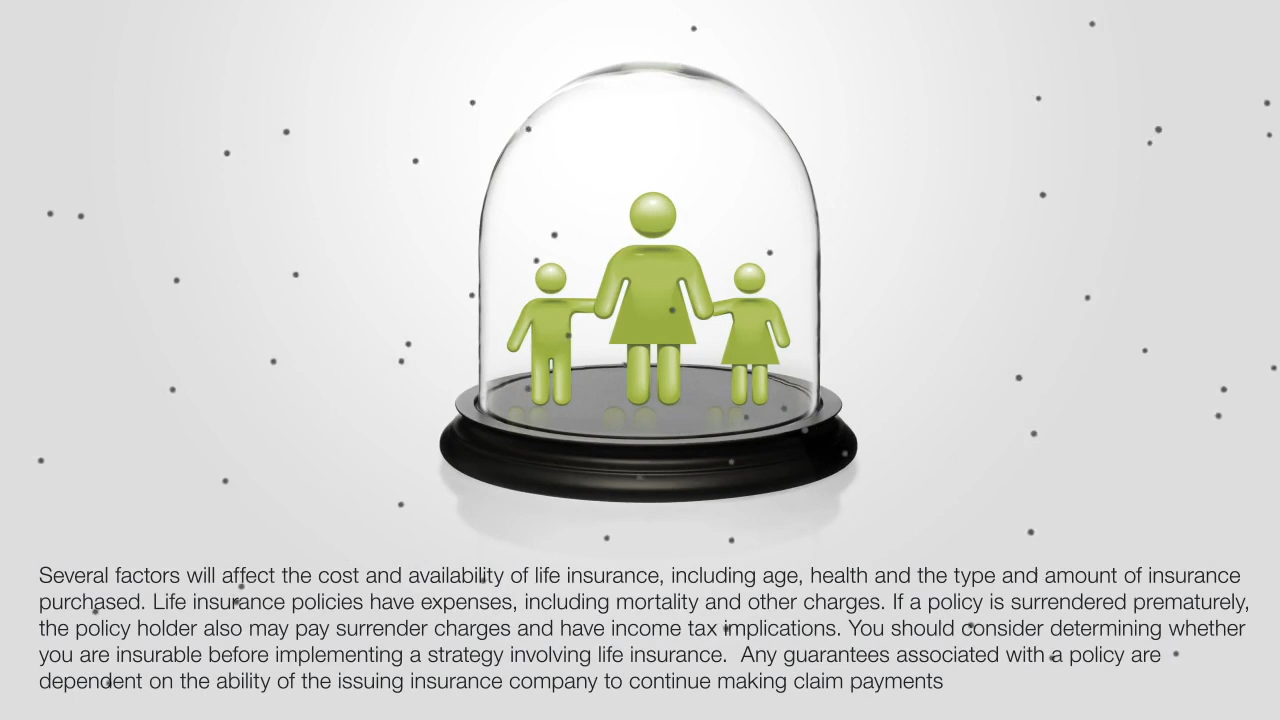 Several factors will affect the cost and availability of life insurance, including age, health and the type and amount of insurance
purchased. Life insurance policies have expenses, including mortality and other charges. If a policy is surrendered prematurely,
the policy holder also may pay surrender charges and have income tax implications. You should consider determining whether
you are insurable before implementing a strategy involving life insurance.  Any guarantees associated with a policy are
dependent on the ability of the issuing insurance company to continue making claim payments